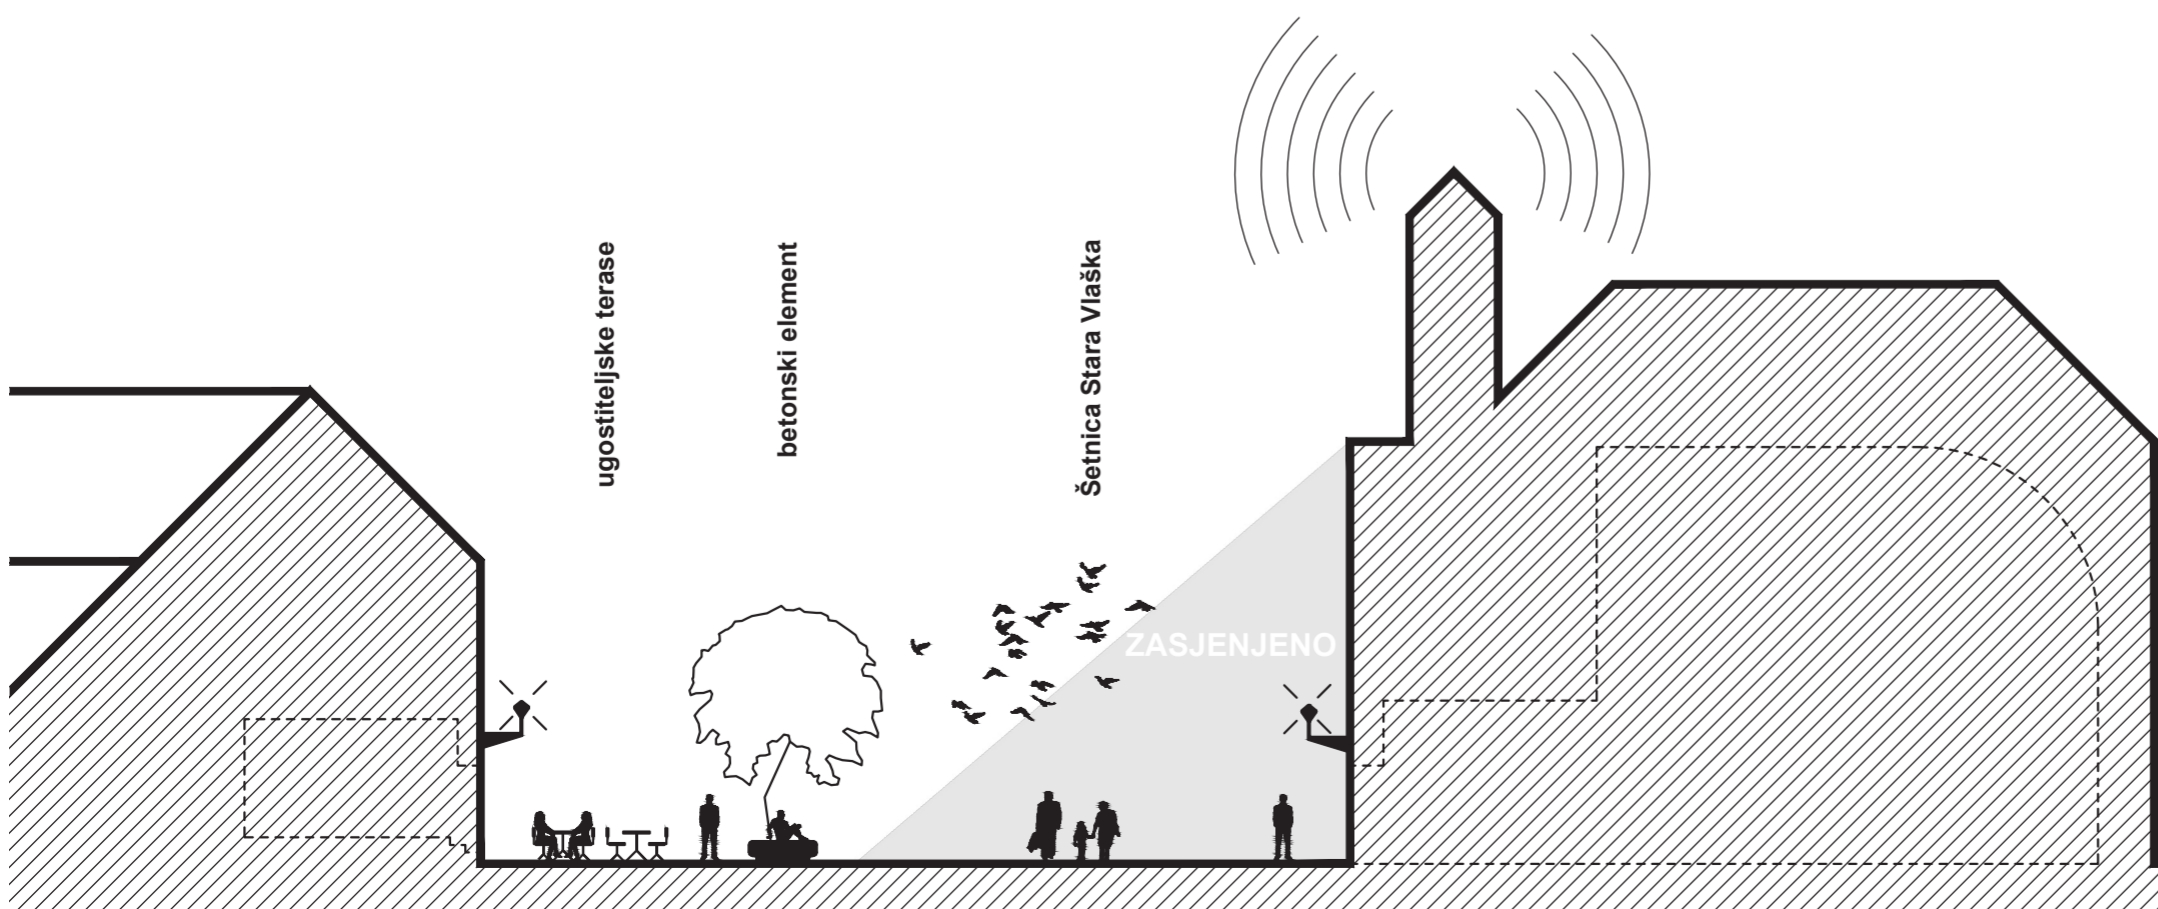 ugostiteljske terase
betonski element
Šetnica Stara Vlaška
ZASJENJENO